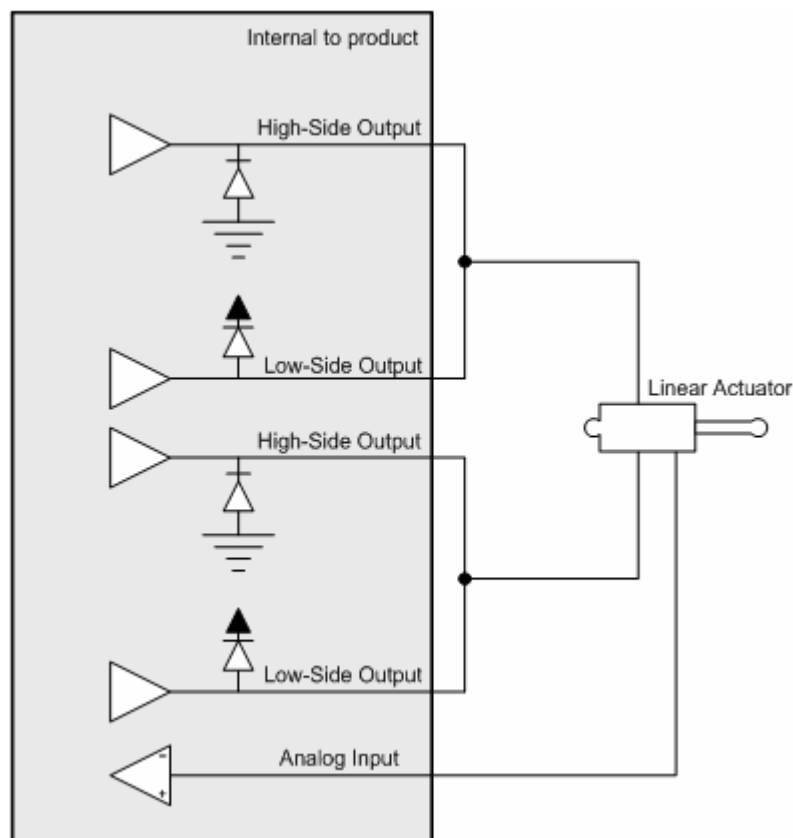 Internal to product
High-Side Output
Low-Side Output
Linear Actuator
High-Side Output
Low-Side Output
Analog Input
-
+